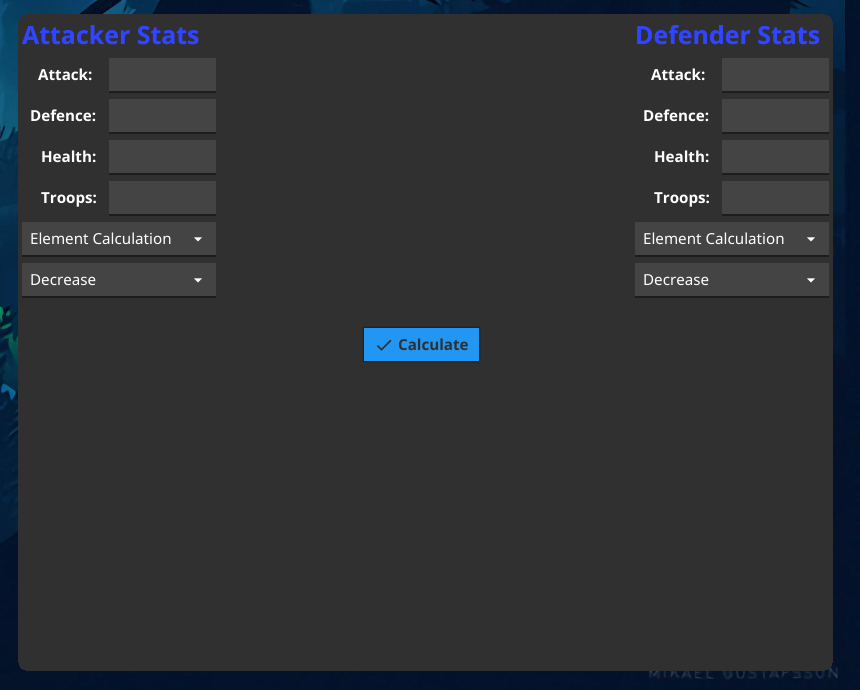 Attacker Stats
Attack:
Defence:
Health:
Troops:
Element Calculation
Decrease
Defender Stats
Attack:
Defence:
Health:
Troops:
Element Calculation
Decrease
Calculate
MIKAEL GUSTAFSSON